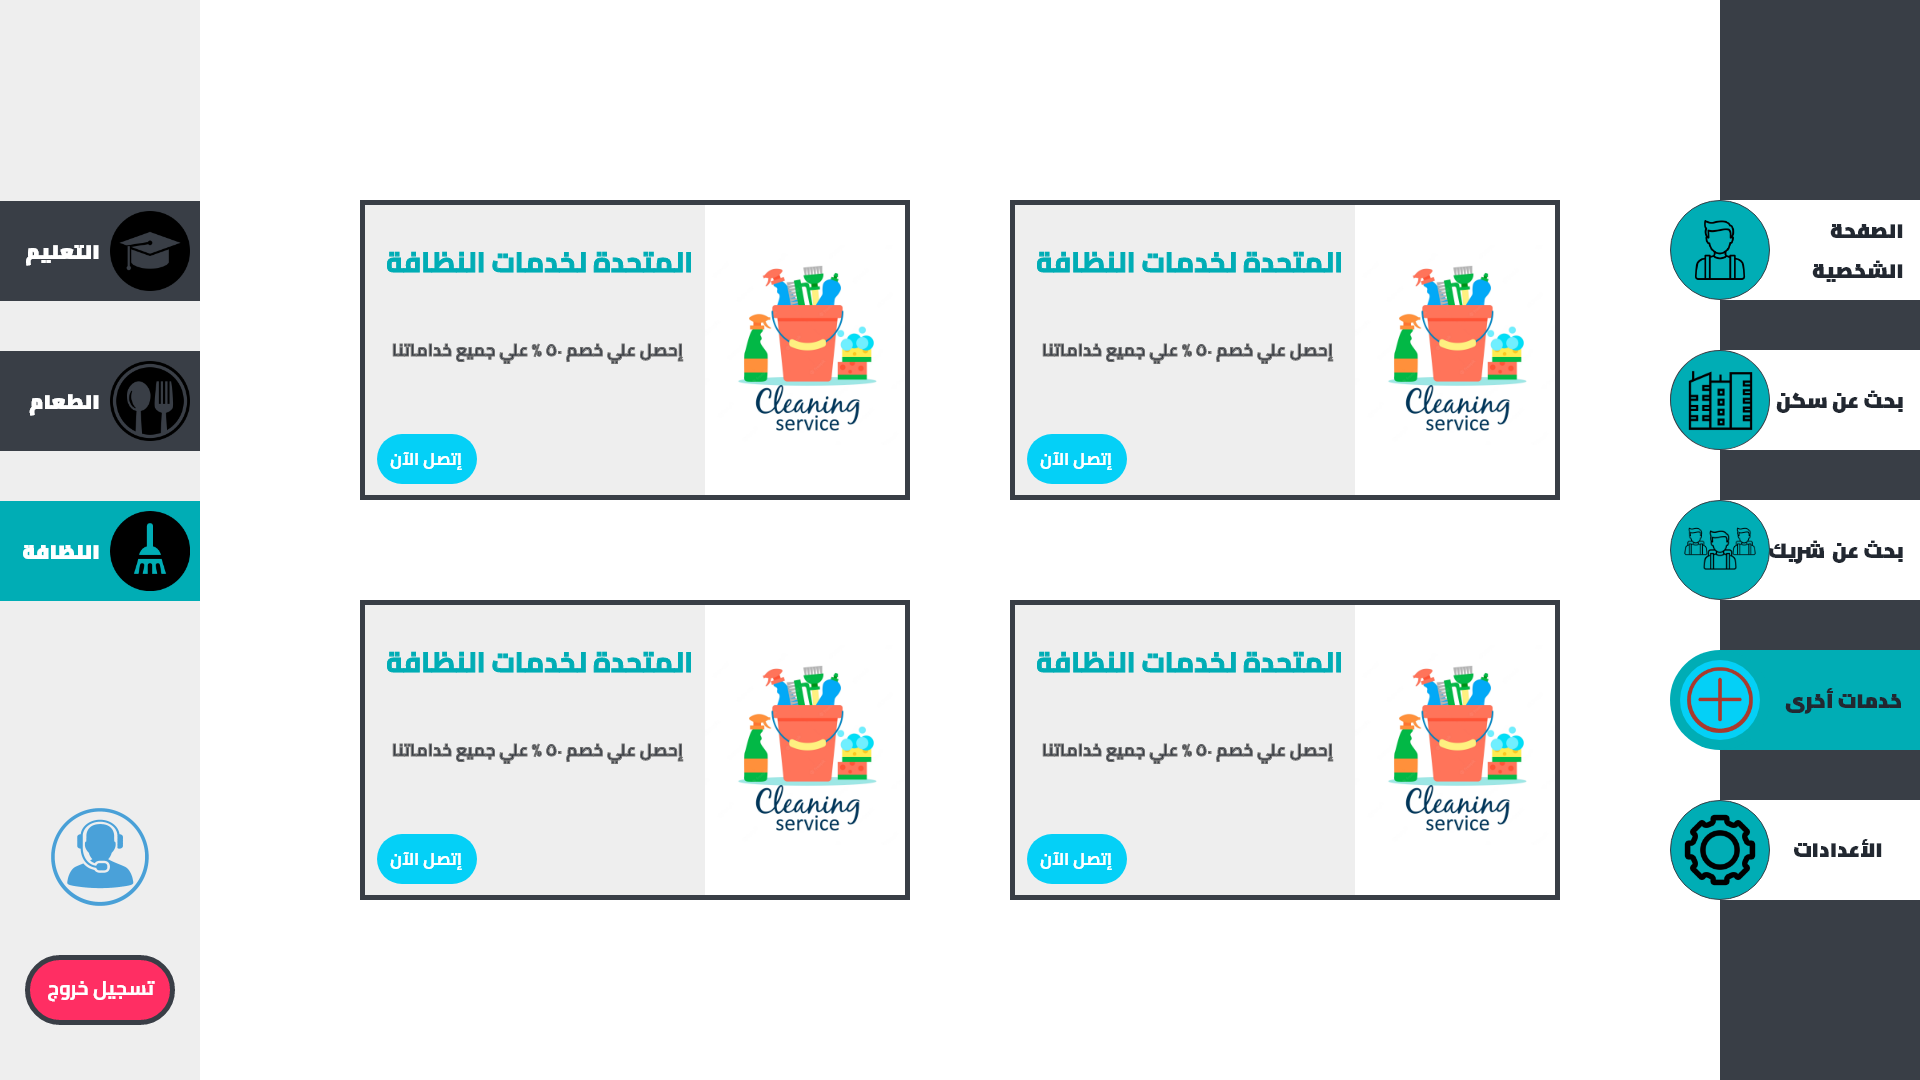 الصفحة
الشخصية
بحث عن سكن
بحث عن شريك
خدمات أخرى
الأعدادات
المتحدة لخدمات النظافة
إحصل علي خصم ٥٠ % علي جميع خداماتنا
إتصل الآن
Cleaning
service
المتحدة لخدمات النظافة
إحصل علي خصم ٥٠ % علي جميع خداماتنا
إتصل الآن
Cleaning
service
المتحدة لخدمات النظافة
إحصل علي خصم ٥٠ % علي جميع خداماتنا
إتصل الآن
Cleaning
service
المتحدة لخدمات النظافة
إحصل علي خصم ٥٠ % علي جميع خداماتنا
إتصل الآن
Cleaning
service
التعليم
الطعام
النظافة
تسجيل خروج